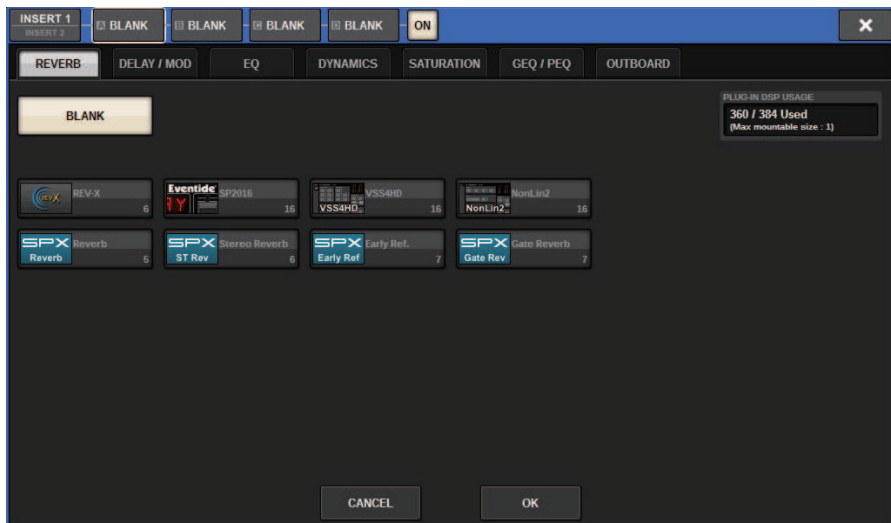 INSERT 1
INSERT 2
A BLANK
B BLANK
C BLANK
D BLANK
ON
REVERB
DELAY / MOD
EQ
DYNAMICS
SATURATION
GEQ / PEQ
OUTBOARD
BLANK
PLUG-IN DSP USAGE
360 / 384 Used
(Max mountable size : 1)
REV-X
REV-X
6
Eventide
SP2016
16
VSS4HD
VSS4HD
16
NonLin2
NonLin2
16
SPX
Reverb
Reverb
5
SPX
Stereo Reverb
ST Rev
6
SPX
Early Ref.
Early Ref
7
SPX
Gate Reverb
Gate Rev
7
CANCEL
OK